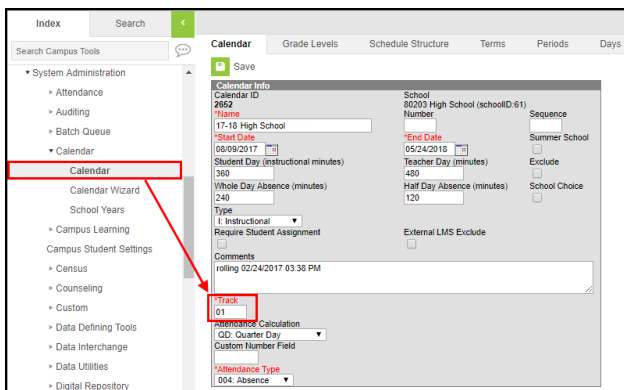 Index
Search
Search Campus Tools
System Administration
Attendance
Auditing
Batch Queue
Calendar
Calendar
Calendar Wizard
School Years
Campus Learning
Campus Student Settings
Census
Counseling
Custom
Data Defining Tools
Data Interchange
Data Utilities
Digital Repository
Calendar Grade Levels Schedule Structure Terms Periods Days
Save
Calendar Info
Calendar ID School
2652 80203 High School (schoolID:61)
*Name Number Sequence
17-18 High School
*Start Date *End Date Summer School
08/09/2017 05/24/2018
Student Day (instructional minutes) Teacher Day (minutes) Exclude
360 480
Whole Day Absence (minutes) Half Day Absence (minutes) School Choice
240 120
Type
I: Instructional
Require Student Assignment External LMS Exclude
Comments
rolling 02/24/2017 03:38 PM
*Track
01
Attendance Calculation
QD: Quarter Day
Custom Number Field
*Attendance Type
004: Absence